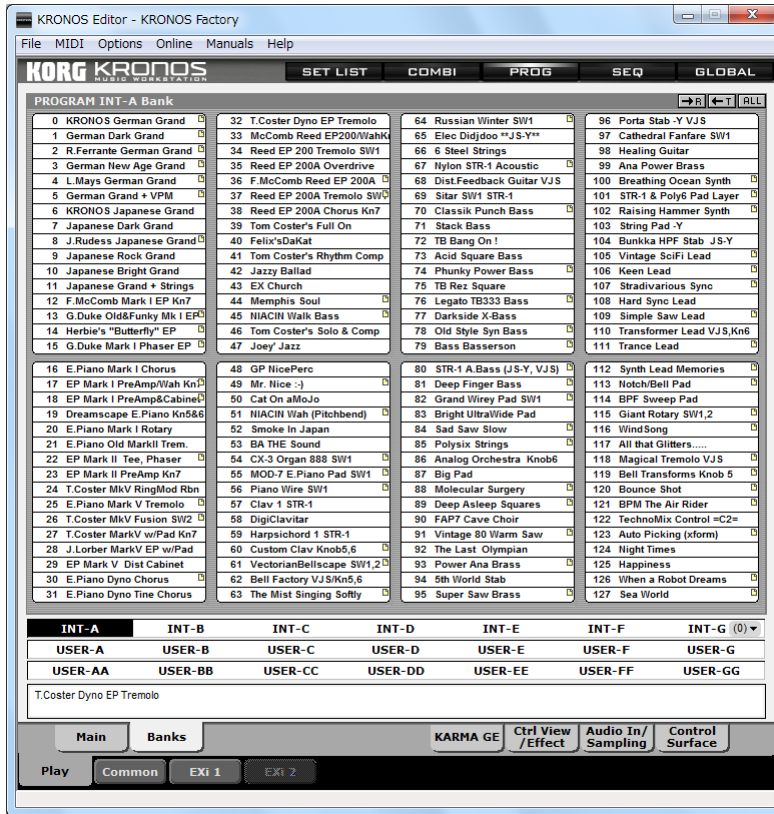 KRONOS Editor - KRONOS Factory
File MIDI Options Online Manuals Help
KORG KRONOS
MUSIC WORKSTATION
SET LIST COMBI PROG SEQ GLOBAL
PROGRAM INT-A Bank
→R ←T ALL
0 KRONOS German Grand
1 German Dark Grand
2 R.Ferrante German Grand
3 German New Age Grand
4 L.Mays German Grand
5 German Grand + VPM
6 KRONOS Japanese Grand
7 Japanese Dark Grand
8 J.Rudess Japanese Grand
9 Japanese Rock Grand
10 Japanese Bright Grand
11 Japanese Grand + Strings
12 F.McComb Mark I EP Kn7
13 G.Duke Old&Funky Mk I EP
14 Herbie's "Butterfly" EP
15 G.Duke Mark I Phaser EP
16 E.Piano Mark I Chorus
17 EP Mark I PreAmp/Wah Kn7
18 EP Mark I PreAmp&Cabinet
19 Dreamscape E.Piano Kn5&6
20 E.Piano Mark I Rotary
21 E.Piano Old MarkII Trem.
22 EP Mark II Tee, Phaser
23 EP Mark II PreAmp Kn7
24 T.Coster MkV RingMod Rbn
25 E.Piano Mark V Tremolo
26 T.Coster MkV Fusion SW2
27 T.Coster MarkV w/Pad Kn7
28 J.Lorber MarkV EP w/Pad
29 EP Mark V Dist Cabinet
30 E.Piano Dyno Chorus
31 E.Piano Dyno Tine Chorus
32 T.Coster Dyno EP Tremolo
33 McComb Reed EP200/WahKn
34 Reed EP 200 Tremolo SW1
35 Reed EP 200A Overdrive
36 F.McComb Reed EP 200A
37 Reed EP 200A Tremolo SW
38 Reed EP 200A Chorus Kn7
39 Tom Coster's Full On
40 Felix'sDaKat
41 Tom Coster's Rhythm Comp
42 Jazzy Ballad
43 EX Church
44 Memphis Soul
45 NIACIN Walk Bass
46 Tom Coster's Solo & Comp
47 Joey' Jazz
48 GP NicePerc
49 Mr. Nice :-)
50 Cat On aMoJo
51 NIACIN Wah (Pitchbend)
52 Smoke In Japan
53 BA THE Sound
54 CX-3 Organ 888 SW1
55 MOD-7 E.Piano Pad SW1
56 Piano Wire SW1
57 Clav 1 STR-1
58 DigiClavitar
59 Harpsichord 1 STR-1
60 Custom Clav Knob5,6
61 VectorianBellscape SW1,2
62 Bell Factory VJS/Kn5,6
63 The Mist Singing Softly
64 Russian Winter SW1
65 Elec Didjdoo **JS-Y**
66 6 Steel Strings
67 Nylon STR-1 Acoustic
68 Dist.Feedback Guitar VJS
69 Sitar SW1 STR-1
70 Classik Punch Bass
71 Stack Bass
72 TB Bang On !
73 Acid Square Bass
74 Phunky Power Bass
75 TB Rez Square
76 Legato TB333 Bass
77 Darkside X-Bass
78 Old Style Syn Bass
79 Bass Basserson
80 STR-1 A.Bass (JS-Y, VJS)
81 Deep Finger Bass
82 Grand Wirey Pad SW1
83 Bright UltraWide Pad
84 Sad Saw Slow
85 Polysix Strings
86 Analog Orchestra Knob6
87 Big Pad
88 Molecular Surgery
89 Deep Asleep Squares
90 FAP7 Cave Choir
91 Vintage 80 Warm Saw
92 The Last Olympian
93 Power Ana Brass
94 5th World Stab
95 Super Saw Brass
96 Porta Stab -Y VJS
97 Cathedral Fanfare SW1
98 Healing Guitar
99 Ana Power Brass
100 Breathing Ocean Synth
101 STR-1 & Poly6 Pad Layer
102 Raising Hammer Synth
103 String Pad -Y
104 Bunkka HPF Stab JS-Y
105 Vintage SciFi Lead
106 Keen Lead
107 Stradivarious Sync
108 Hard Sync Lead
109 Simple Saw Lead
110 Transformer Lead VJS,Kn6
111 Trance Lead
112 Synth Lead Memories
113 Notch/Bell Pad
114 BPF Sweep Pad
115 Giant Rotary SW1,2
116 WindSong
117 All that Glitters.....
118 Magical Tremolo VJS
119 Bell Transforms Knob 5
120 Bounce Shot
121 BPM The Air Rider
122 TechnoMix Control =C2=
123 Auto Picking (xform)
124 Night Times
125 Happiness
126 When a Robot Dreams
127 Sea World
INT-A INT-B INT-C INT-D INT-E INT-F INT-G (0)
USER-A USER-B USER-C USER-D USER-E USER-F USER-G
USER-AA USER-BB USER-CC USER-DD USER-EE USER-FF USER-GG
T.Coster Dyno EP Tremolo
Main Banks KARMA GE Ctrl View /Effect Audio In/ Sampling Control Surface
Play Common EXi 1 EXi 2